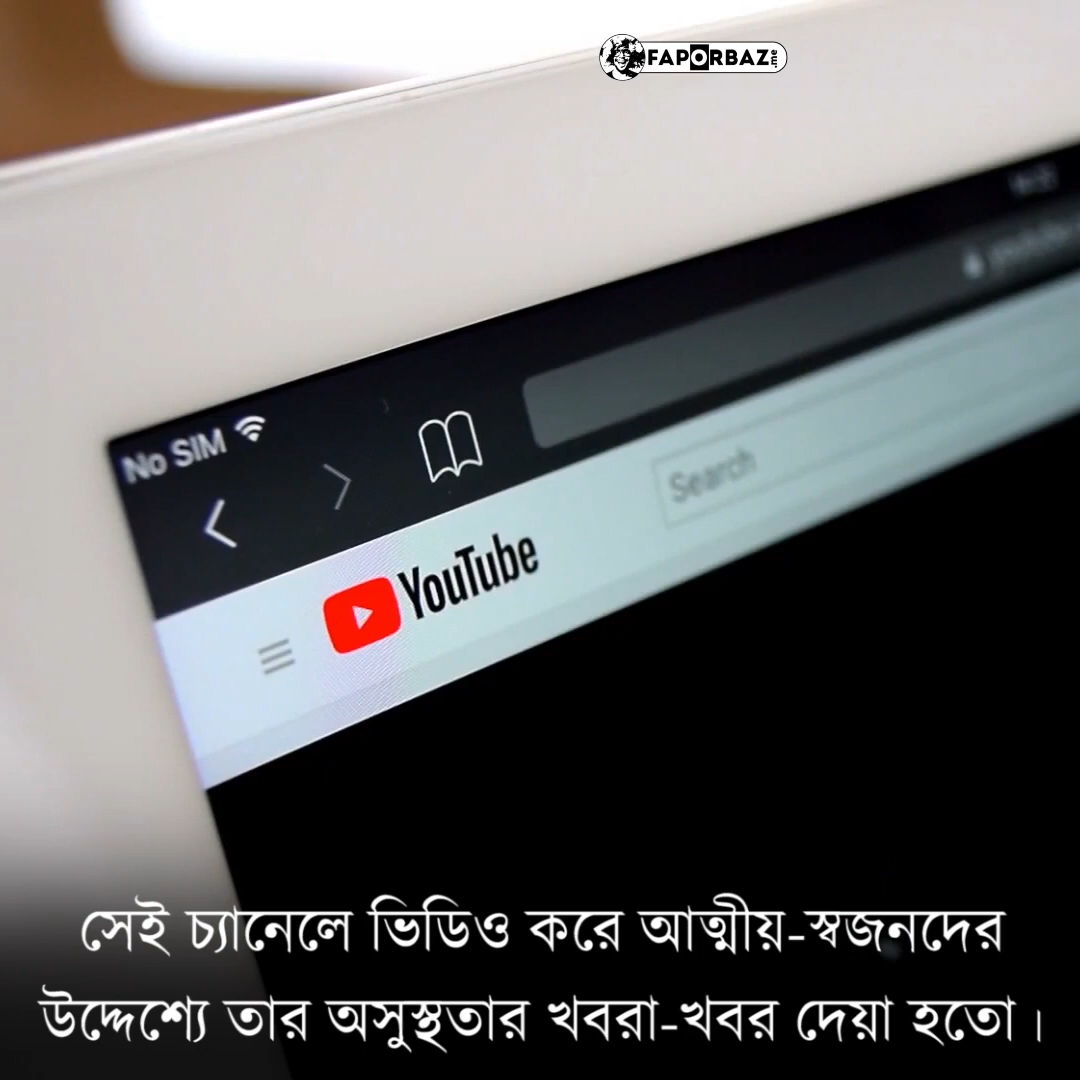 FAPORBAZ
No SIM
Search
YouTube
সেই চ্যানেলে ভিডিও করে আত্মীয়-স্বজনদের
উদ্দেশ্যে তার অসুস্থতার খবরা-খবর দেয়া হতো।